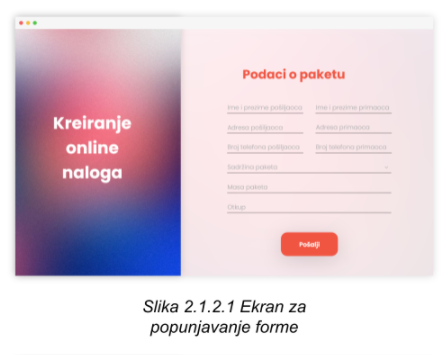 Podaci o paketu
Kreiranje
online
naloga
Ime i prezime pošiljaoca Ime i prezime primaoca
Adresa pošiljaoca Adresa primaoca
Broj telefona pošiljaoca Broj telefona primaoca
Sadržina paketa
Masa paketa
Otkup
Pošalji
Slika 2.1.2.1 Ekran za
popunjavanje forme